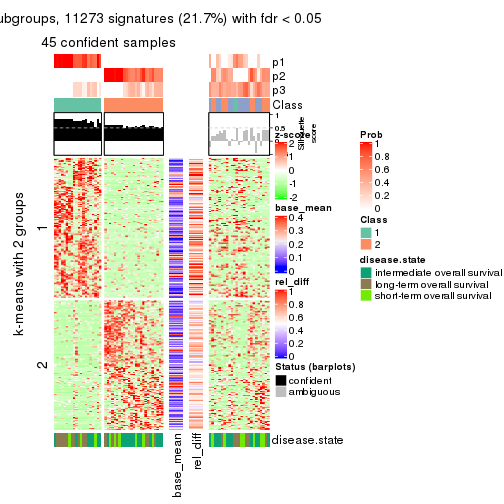 ubgroups, 11273 signatures (21.7%) with fdr < 0.05
45 confident samples
p1
p2
p3
Class
1
0.5
0
Silhouette
score
k-means with 2 groups
1
2
base_mean
rel_diff
disease.state
z-score
2
1
0
-1
-2
base_mean
0.4
0.3
0.2
0.1
0
rel_diff
1
0.8
0.6
0.4
0.2
0
Status (barplots)
confident
ambiguous
Prob
1
0.8
0.6
0.4
0.2
0
Class
1
2
disease.state
intermediate overall survival
long-term overall survival
short-term overall survival